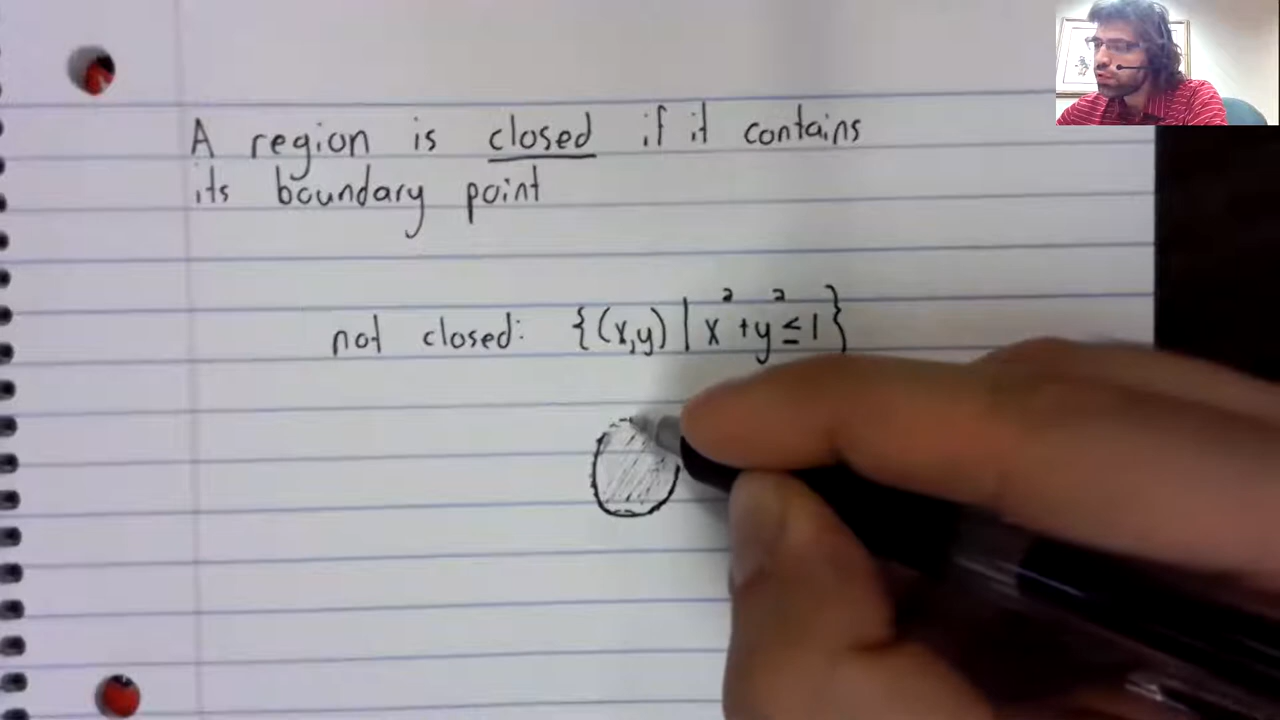 A region is closed if it contains
its boundary point
not closed: {(x,y) | x²+y² ≤ 1}